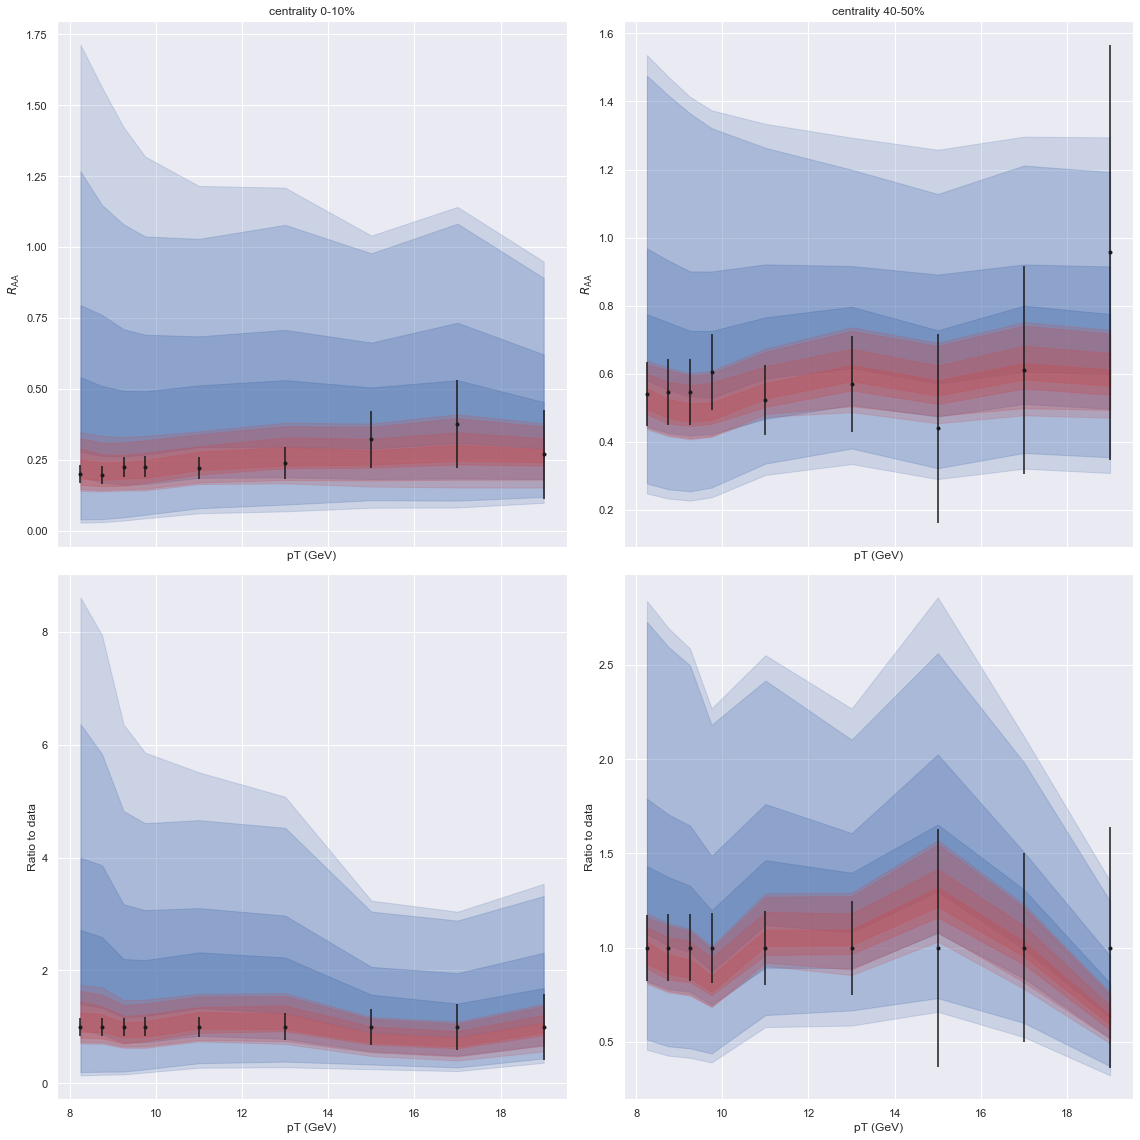 centrality 0-10%
centrality 40-50%
1.75
1.50
1.25
1.00
0.75
0.50
0.25
0.00
R_AA
pT (GeV)
1.6
1.4
1.2
1.0
0.8
0.6
0.4
0.2
R_AA
pT (GeV)
8
6
4
2
0
Ratio to data
8 10 12 14 16 18
pT (GeV)
2.5
2.0
1.5
1.0
0.5
Ratio to data
8 10 12 14 16 18
pT (GeV)